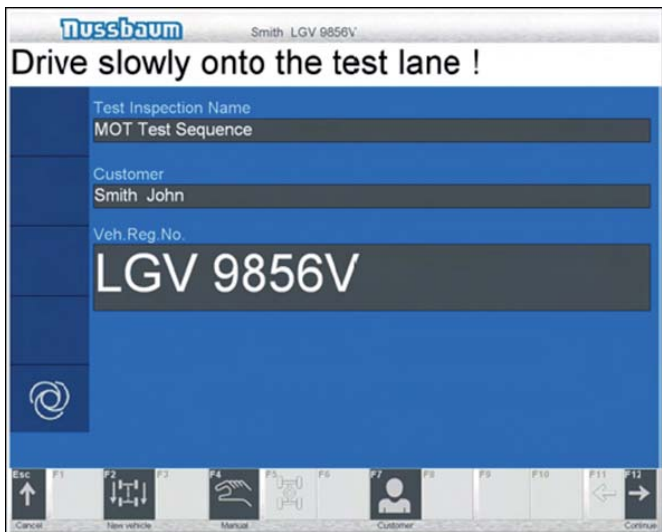 Nussbaum
Smith LGV 9856V
Drive slowly onto the test lane !
Test Inspection Name
MOT Test Sequence
Customer
Smith John
Veh.Reg.No.
LGV 9856V
Esc F1 F2 F3 F4 F5 F6 F7 F8 F9 F10 F11 F12
Cancel New vehicle Manual Customer Continue